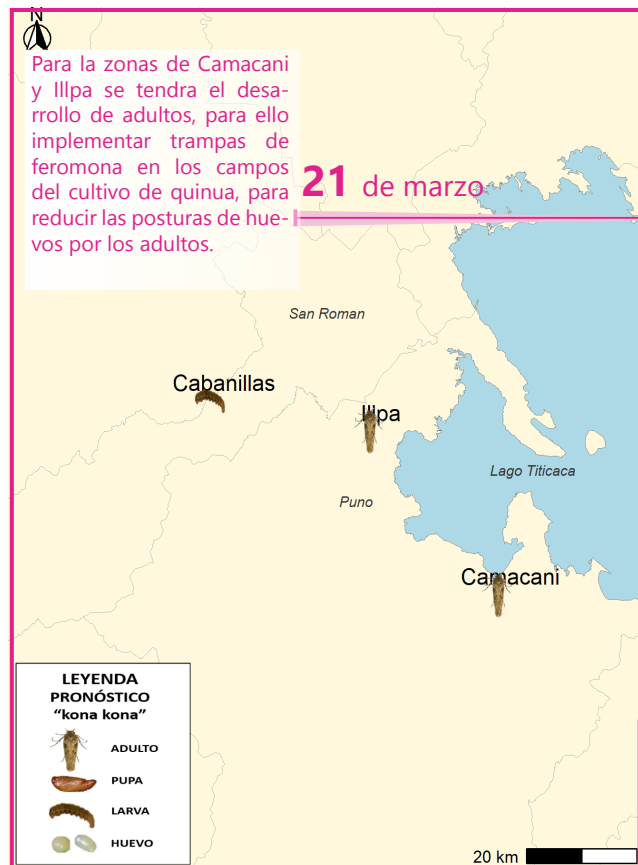 N
Para la zonas de Camacani
y Illpa se tendra el desa-
rrollo de adultos, para ello
implementar trampas de
feromona en los campos
del cultivo de quinua, para
reducir las posturas de hue-
vos por los adultos.
21 de marzo
San Roman
Cabanillas
Illpa
Lago Titicaca
Puno
Camacani
LEYENDA
PRONÓSTICO
“kona kona”
ADULTO
PUPA
LARVA
HUEVO
20 km